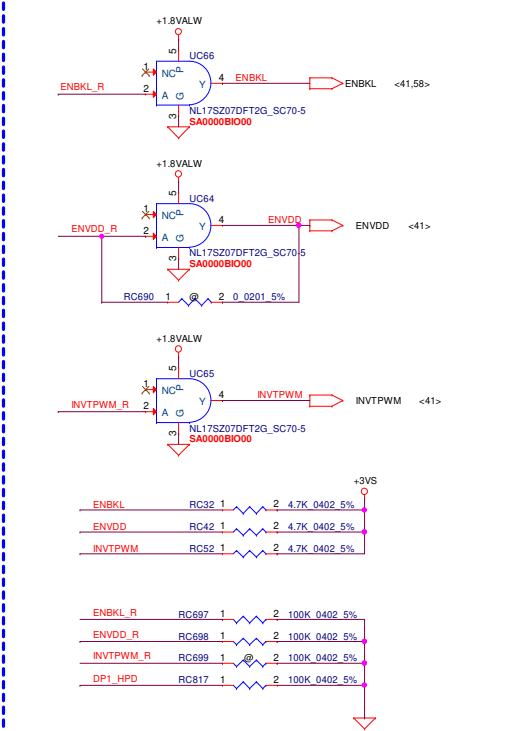 +1.8VALW
5
UC66
1 NC P
ENBKL_R 2 A G Y 4 ENBKL ENBKL <41,58>
3
NL17SZ07DFT2G_SC70-5
SA0000BIO00
+1.8VALW
5
UC64
1 NC P
ENVDD_R 2 A G Y 4 ENVDD ENVDD <41>
3
NL17SZ07DFT2G_SC70-5
SA0000BIO00
RC690 1 @ 2 0_0201_5%
+1.8VALW
5
UC65
1 NC P
INVTPWM_R 2 A G Y 4 INVTPWM INVTPWM <41>
3
NL17SZ07DFT2G_SC70-5
SA0000BIO00
+3VS
ENBKL RC32 1 2 4.7K_0402_5%
ENVDD RC42 1 2 4.7K_0402_5%
INVTPWM RC52 1 2 4.7K_0402_5%
ENBKL_R RC697 1 2 100K_0402_5%
ENVDD_R RC698 1 2 100K_0402_5%
INVTPWM_R RC699 1 @ 2 100K_0402_5%
DP1_HPD RC817 1 2 100K_0402_5%